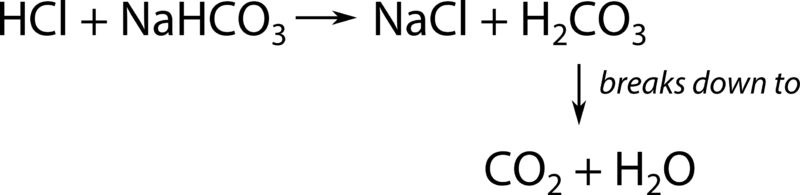 HCl + NaHCO₃ → NaCl + H₂CO₃
↓ breaks down to
CO₂ + H₂O